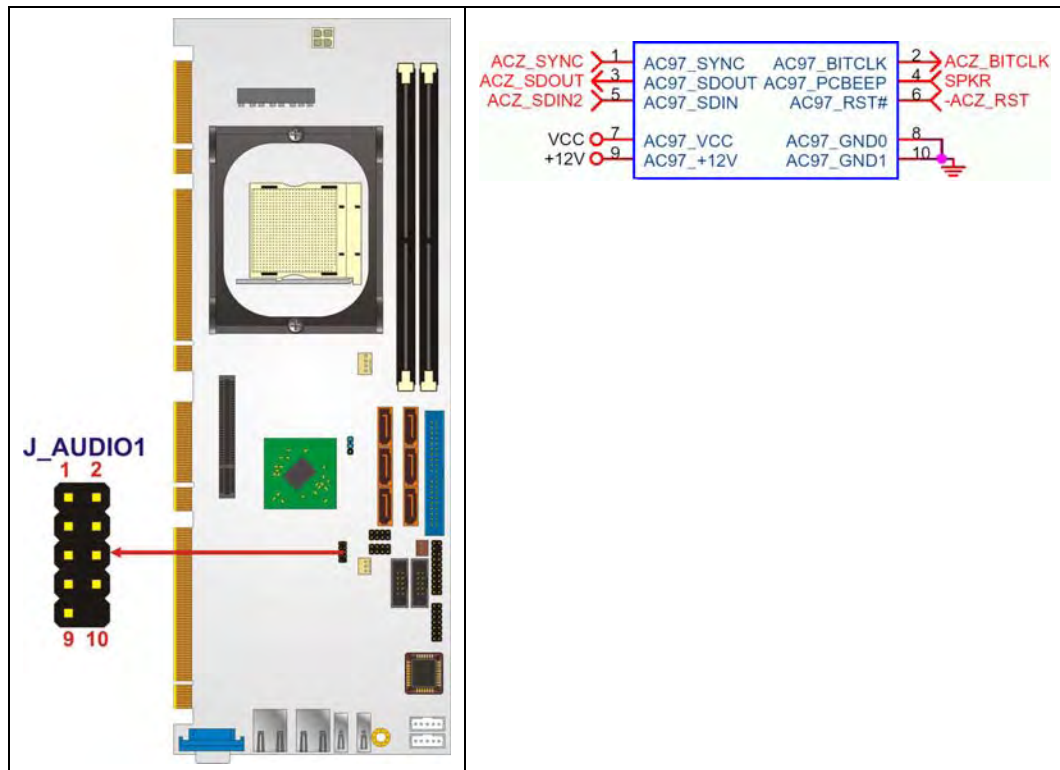 J_AUDIO1
1 2
9 10
ACZ_SYNC 1 AC97_SYNC AC97_BITCLK 2 ACZ_BITCLK
ACZ_SDOUT 3 AC97_SDOUT AC97_PCBEEP 4 SPKR
ACZ_SDIN2 5 AC97_SDIN AC97_RST# 6 -ACZ_RST
VCC 7 AC97_VCC AC97_GND0 8
+12V 9 AC97_+12V AC97_GND1 10